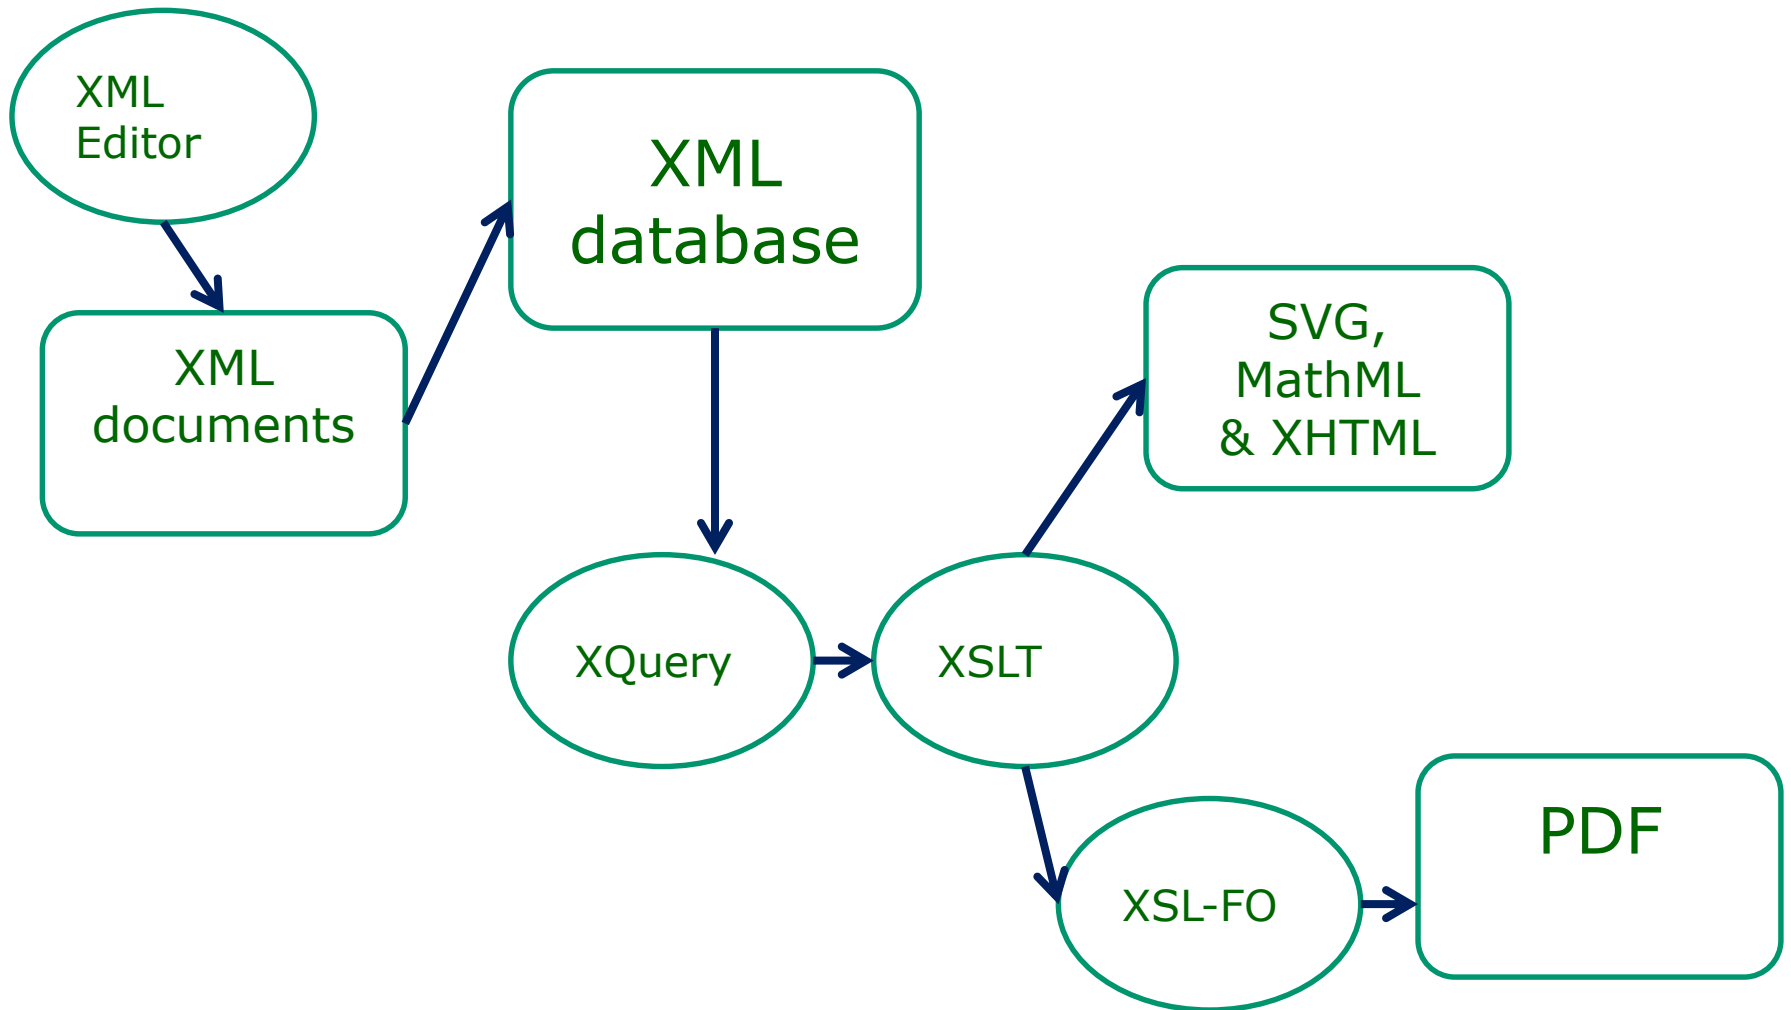 XML
Editor
XML
database
XML
documents
SVG,
MathML
& XHTML
XQuery
XSLT
XSL-FO
PDF